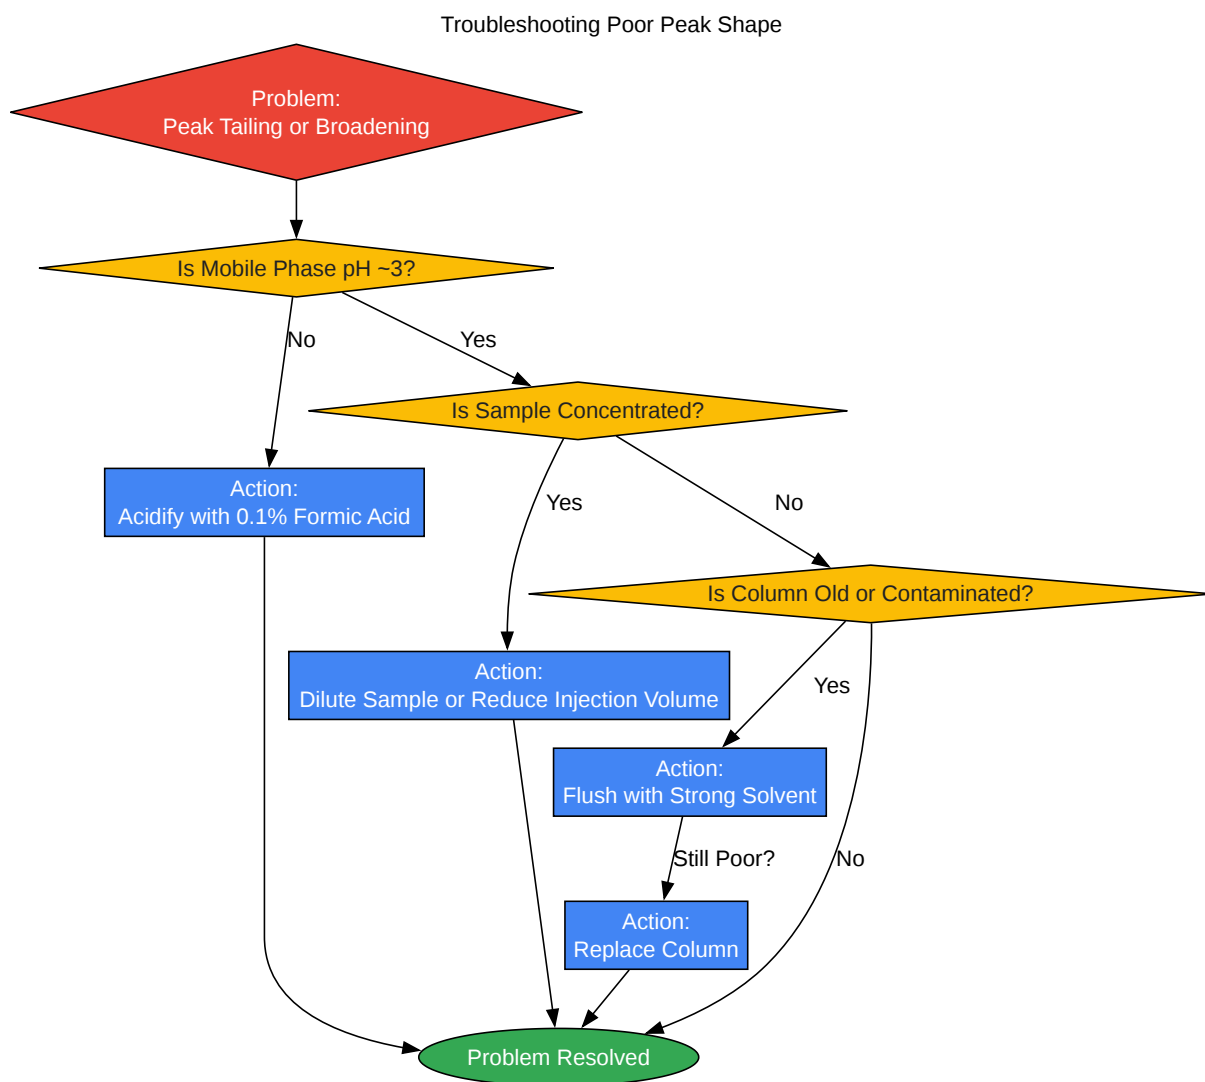 Troubleshooting Poor Peak Shape
Problem:
Peak Tailing or Broadening
Is Mobile Phase pH ~3?
No
Yes
Is Sample Concentrated?
Action:
Acidify with 0.1% Formic Acid
Yes
No
Is Column Old or Contaminated?
Action:
Dilute Sample or Reduce Injection Volume
Yes
Action:
Flush with Strong Solvent
Still Poor?
No
Action:
Replace Column
Problem Resolved